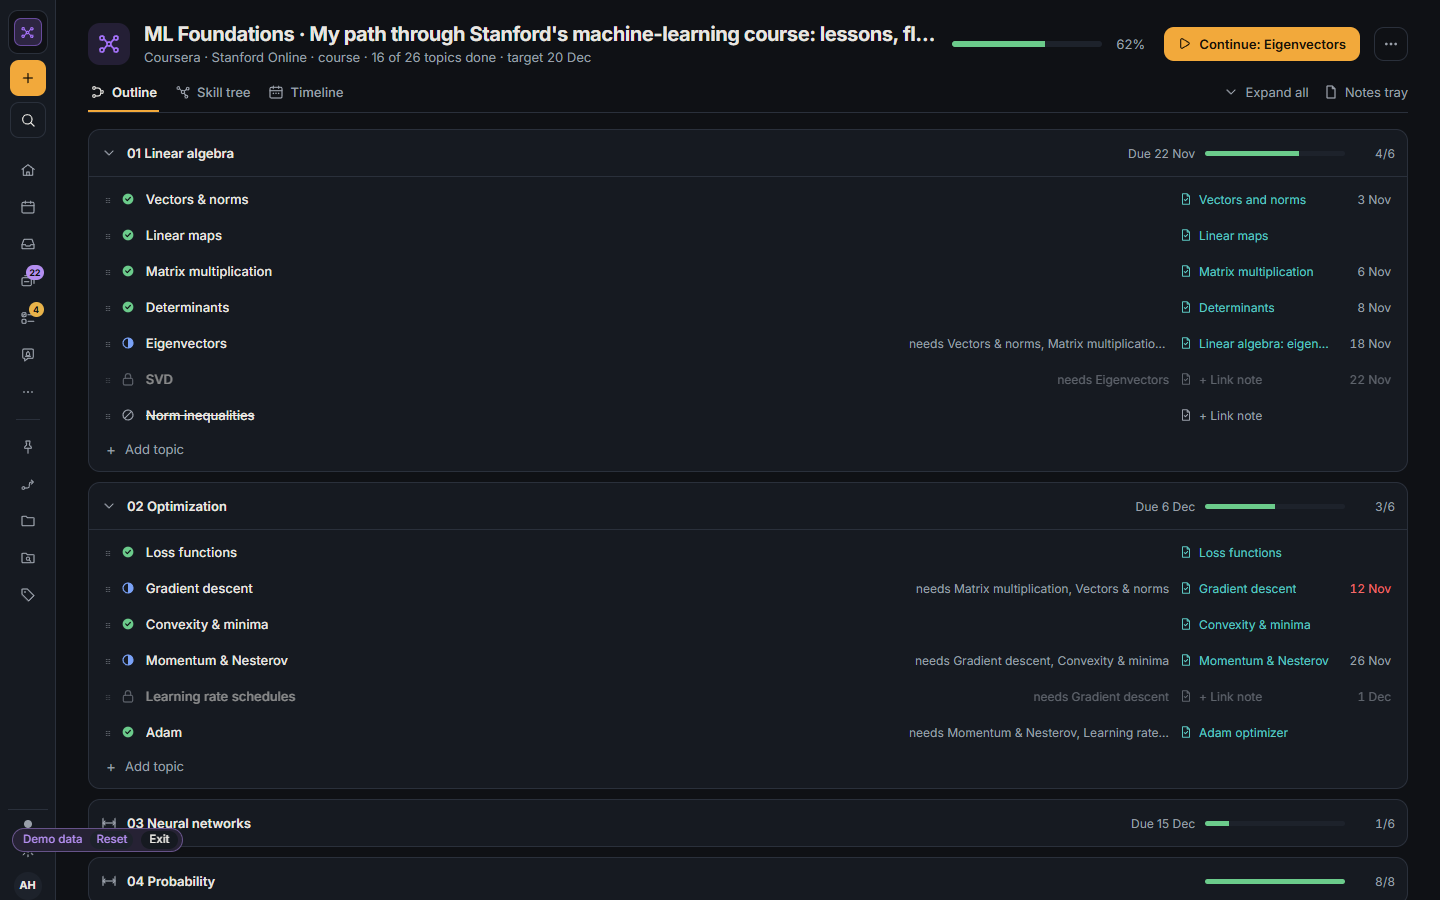 ML Foundations · My path through Stanford's machine-learning course: lessons, fl...
Coursera · Stanford Online · course · 16 of 26 topics done · target 20 Dec
62%
Continue: Eigenvectors
Outline
Skill tree
Timeline
Expand all
Notes tray
22
4
01 Linear algebra
Due 22 Nov
4/6
Vectors & norms
Vectors and norms
3 Nov
Linear maps
Linear maps
Matrix multiplication
Matrix multiplication
6 Nov
Determinants
Determinants
8 Nov
Eigenvectors
needs Vectors & norms, Matrix multiplicatio...
Linear algebra: eigen...
18 Nov
SVD
needs Eigenvectors
+ Link note
22 Nov
Norm inequalities
+ Link note
+ Add topic
02 Optimization
Due 6 Dec
3/6
Loss functions
Loss functions
Gradient descent
needs Matrix multiplication, Vectors & norms
Gradient descent
12 Nov
Convexity & minima
Convexity & minima
Momentum & Nesterov
needs Gradient descent, Convexity & minima
Momentum & Nesterov
26 Nov
Learning rate schedules
needs Gradient descent
+ Link note
1 Dec
Adam
needs Momentum & Nesterov, Learning rate...
Adam optimizer
+ Add topic
03 Neural networks
Due 15 Dec
1/6
Demo data
Reset
Exit
04 Probability
8/8
AH